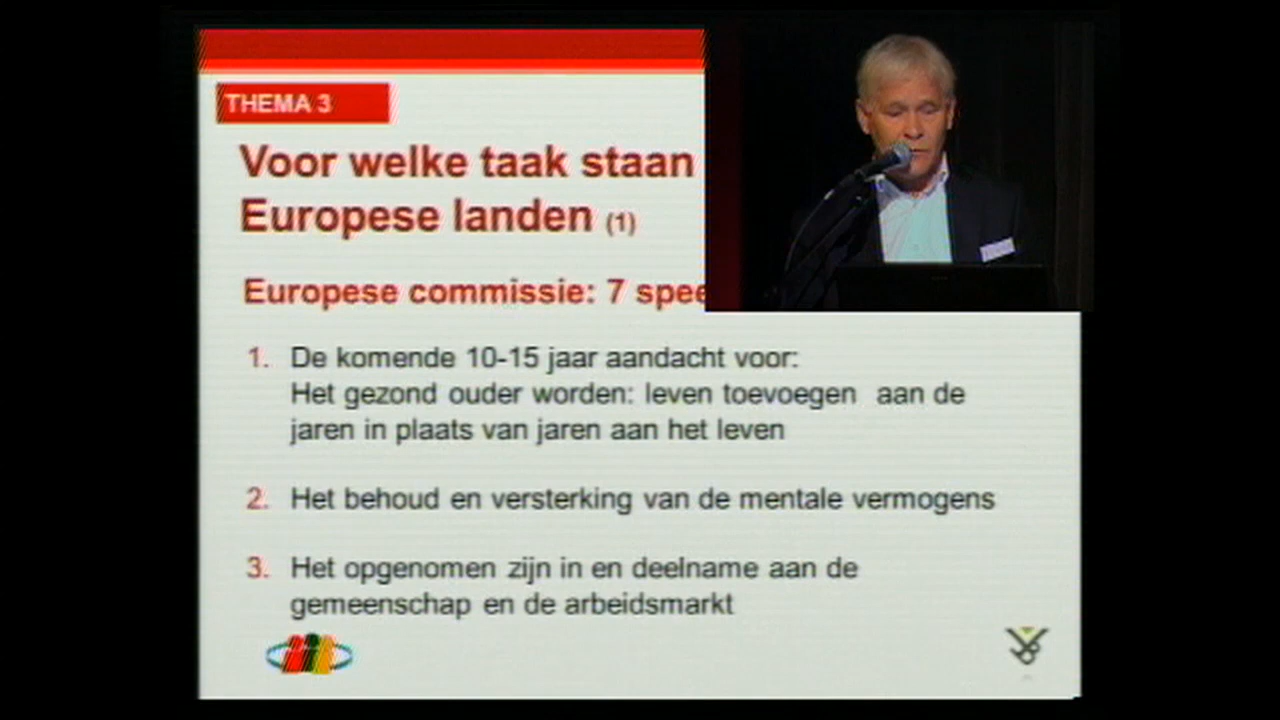 THEMA 3
Voor welke taak staan
Europese landen (1)
Europese commissie: 7
1. De komende 10-15 jaar aandacht voor:
Het gezond ouder worden: leven toevoegen aan de
jaren in plaats van jaren aan het leven
2. Het behoud en versterking van de mentale vermogens
3. Het opgenomen zijn in en deelname aan de
gemeenschap en de arbeidsmarkt